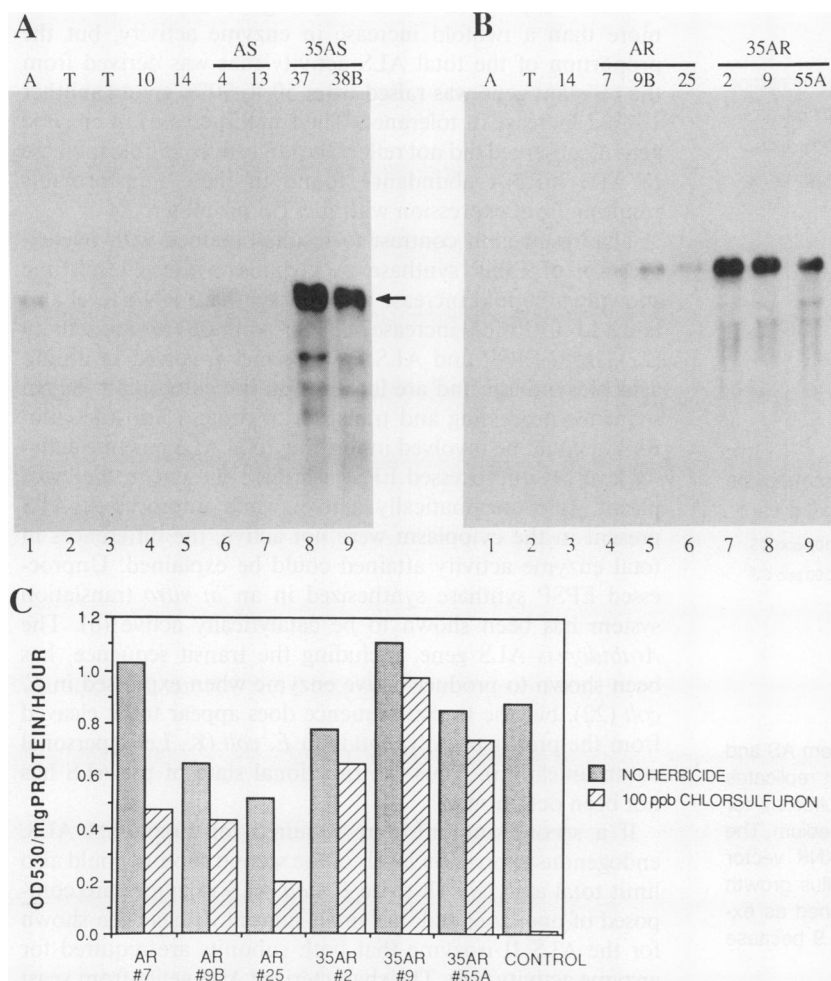 A
AS 35AS
A T T 10 14 4 13 37 38B
1 2 3 4 5 6 7 8 9
B
AR 35AR
A T 14 7 9B 25 2 9 55A
1 2 3 4 5 6 7 8 9
C
OD530/mgPROTEIN/HOUR
1.2
1.0
0.8
0.6
0.4
0.2
0.0
NO HERBICIDE
100 ppb CHLORSULFURON
AR #7
AR #9B
AR #25
35AR #2
35AR #9
35AR #55A
CONTROL